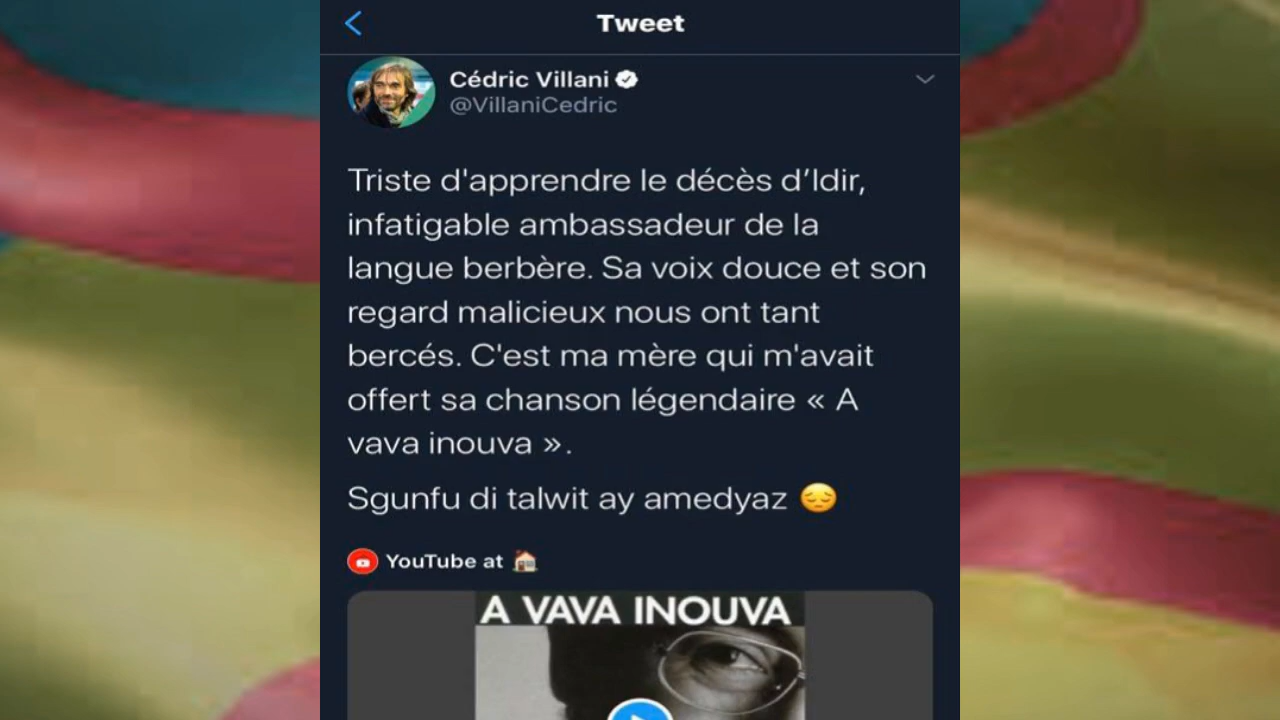 Tweet
Cédric Villani
@VillaniCedric
Triste d'apprendre le décès d’Idir,
infatigable ambassadeur de la
langue berbère. Sa voix douce et son
regard malicieux nous ont tant
bercés. C'est ma mère qui m'avait
offert sa chanson légendaire « A
vava inouva ».
Sgunfu di talwit ay amedyaz 😔
YouTube at 🏠
A VAVA INOUVA